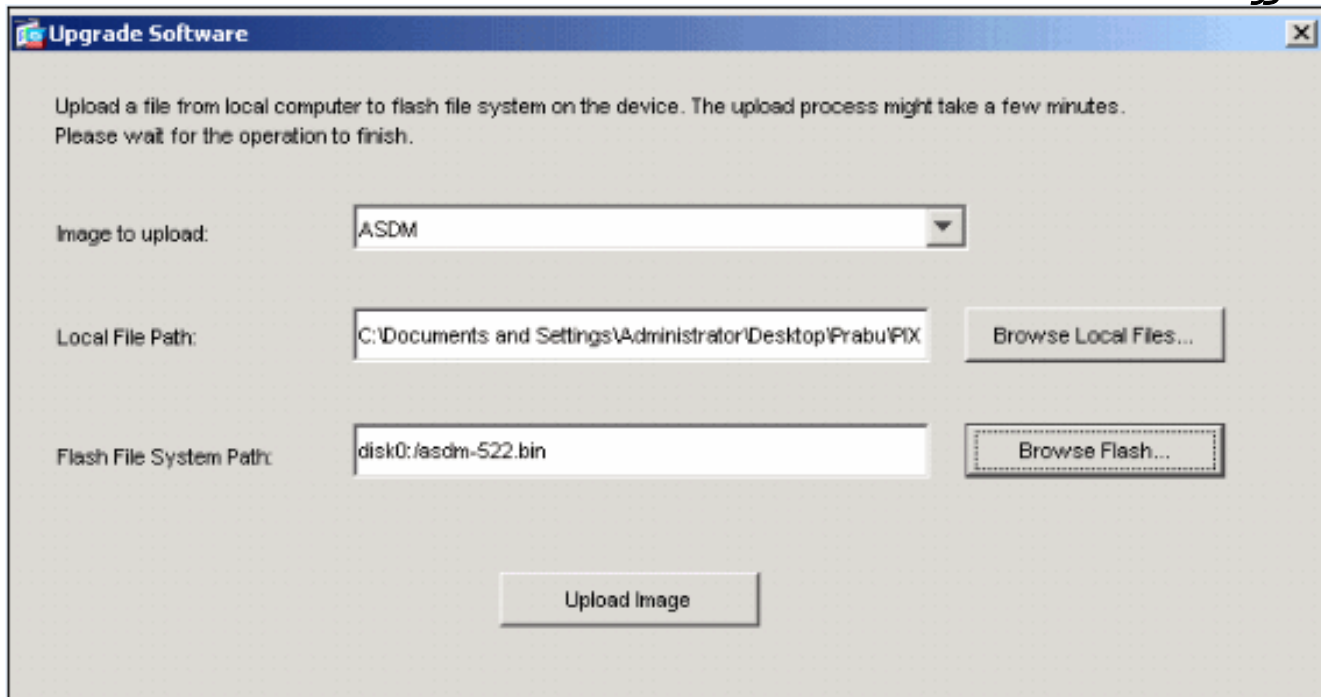 Upgrade Software
Upload a file from local computer to flash file system on the device. The upload process might take a few minutes.
Please wait for the operation to finish.
Image to upload:
ASDM
Local File Path:
C:\Documents and Settings\Administrator\Desktop\Prabu\PIX
Browse Local Files...
Flash File System Path:
disk0:/asdm-522.bin
Browse Flash...
Upload Image